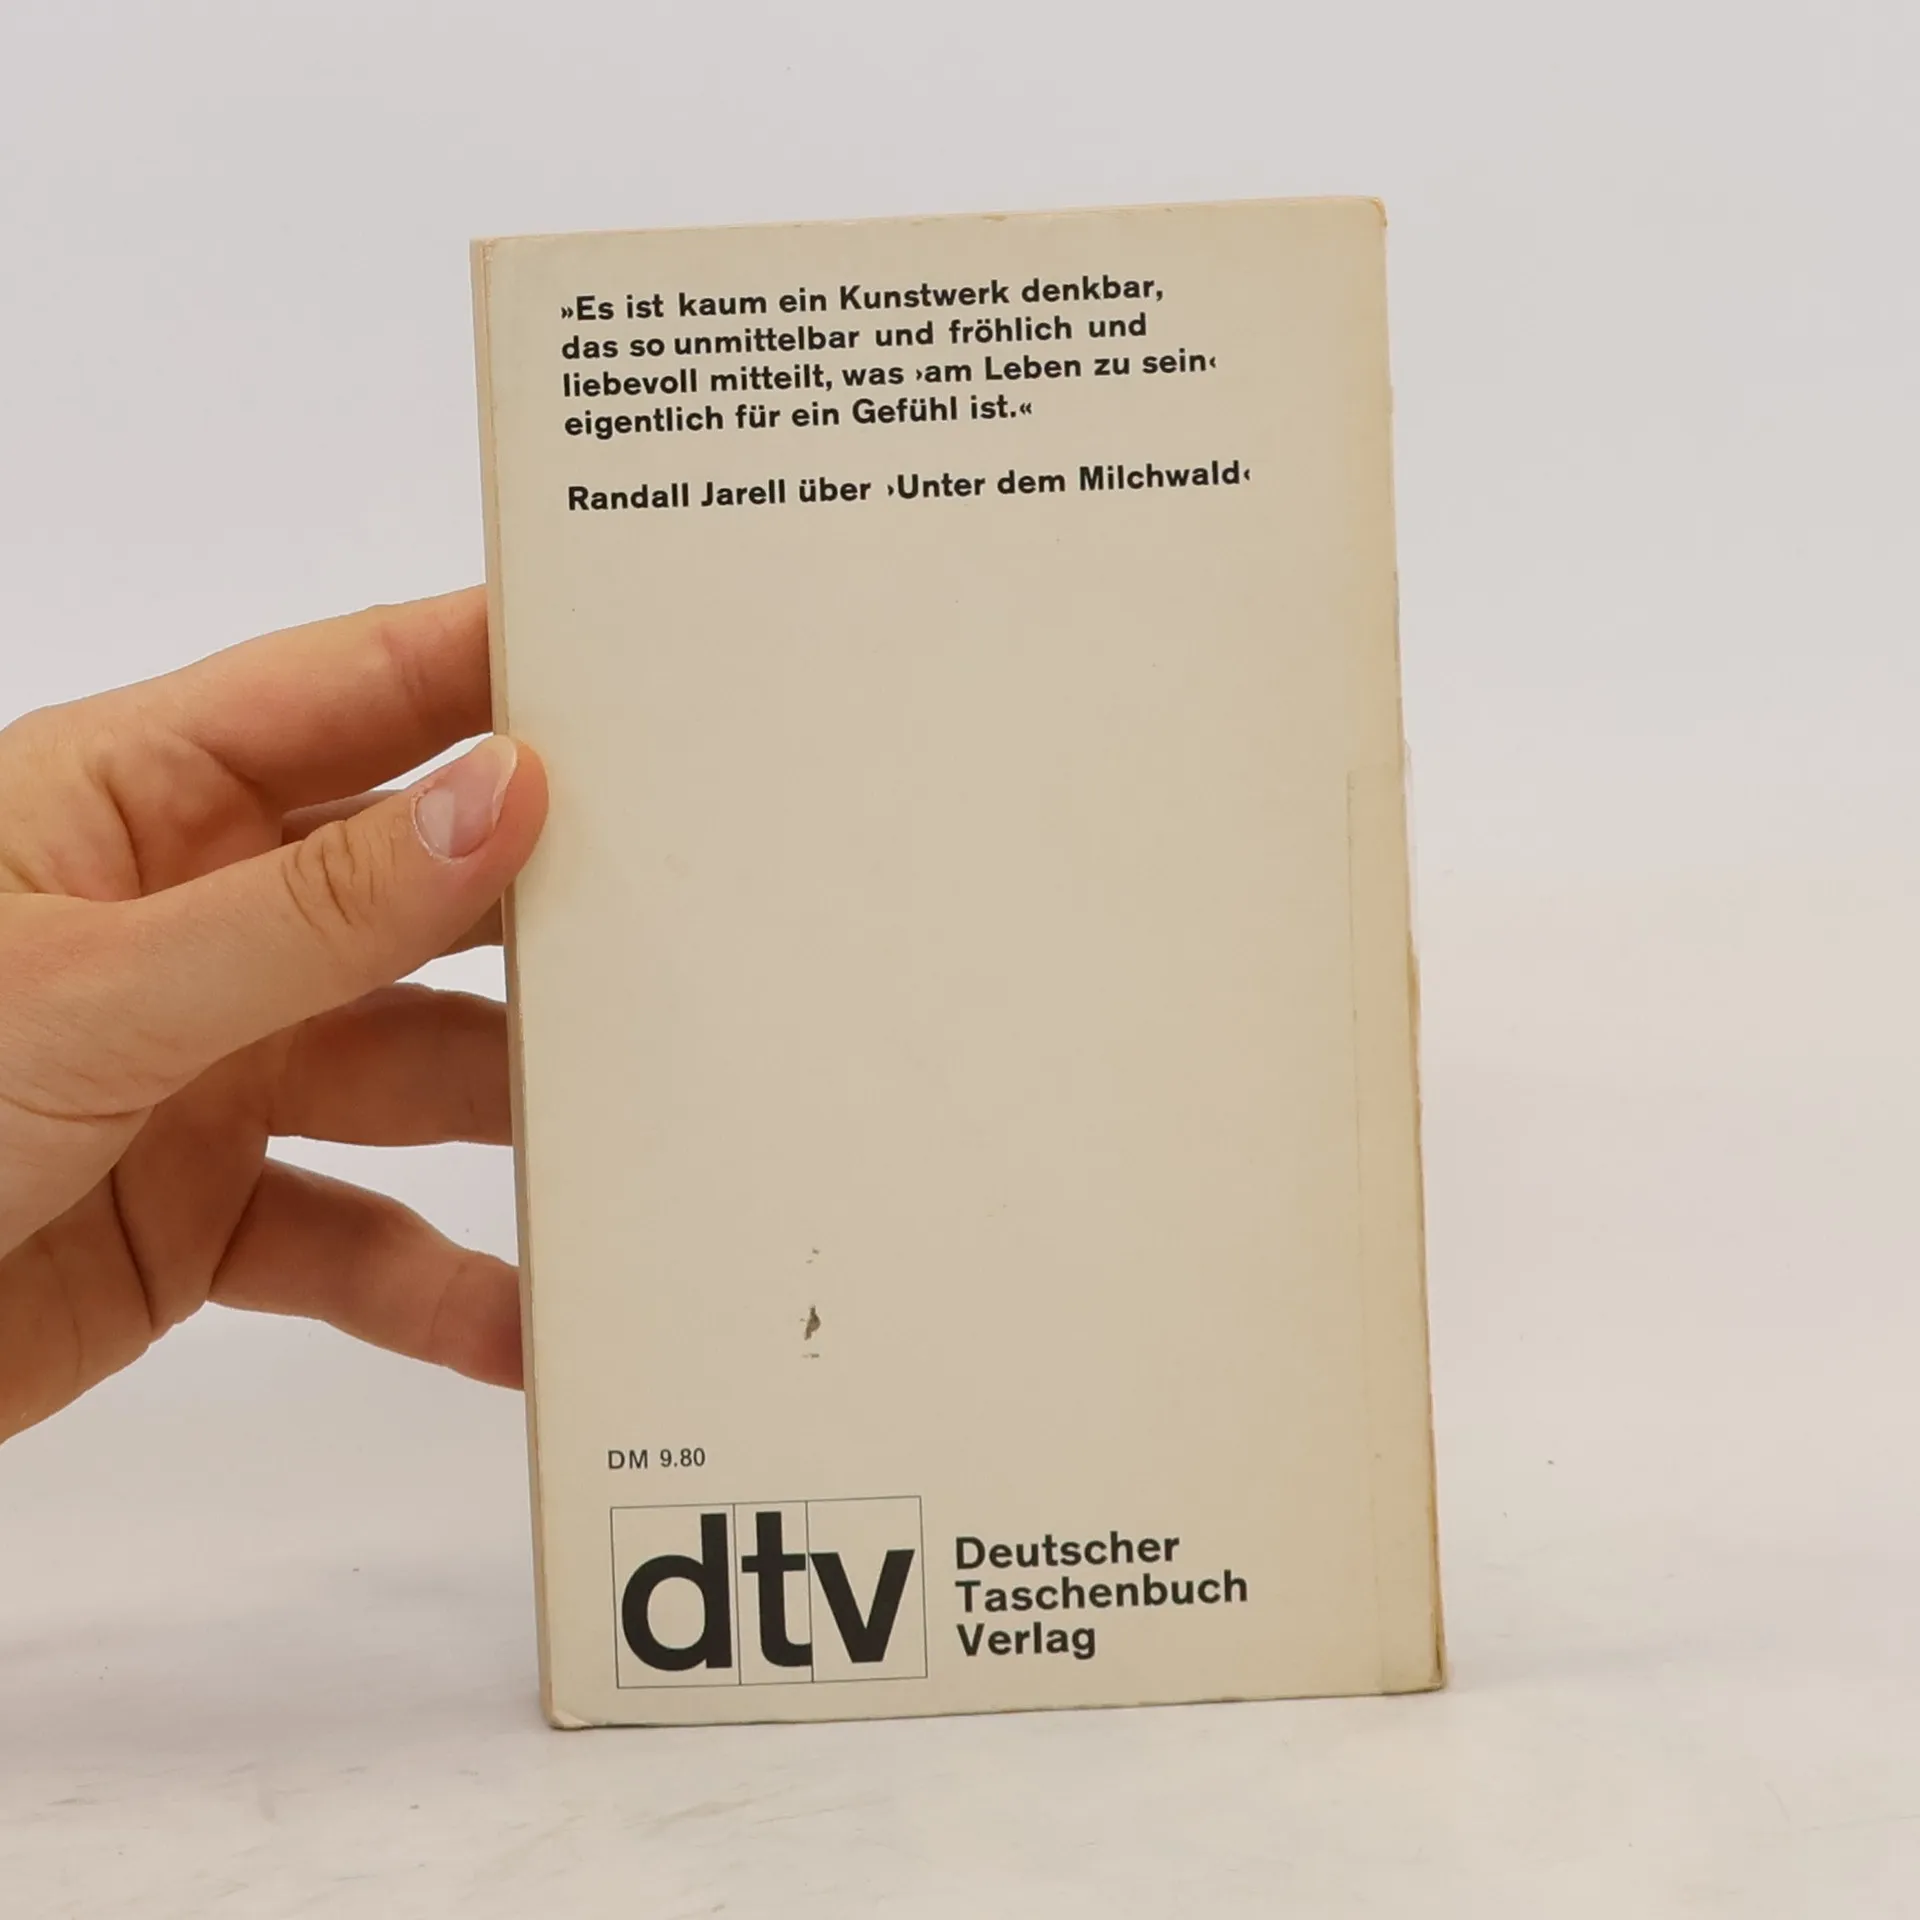 »Es ist kaum ein Kunstwerk denkbar,
das so unmittelbar und fröhlich und
liebevoll mitteilt, was ›am Leben zu sein‹
eigentlich für ein Gefühl ist.«
Randall Jarell über ›Unter dem Milchwald‹
DM 9.80
dtv
Deutscher
Taschenbuch
Verlag